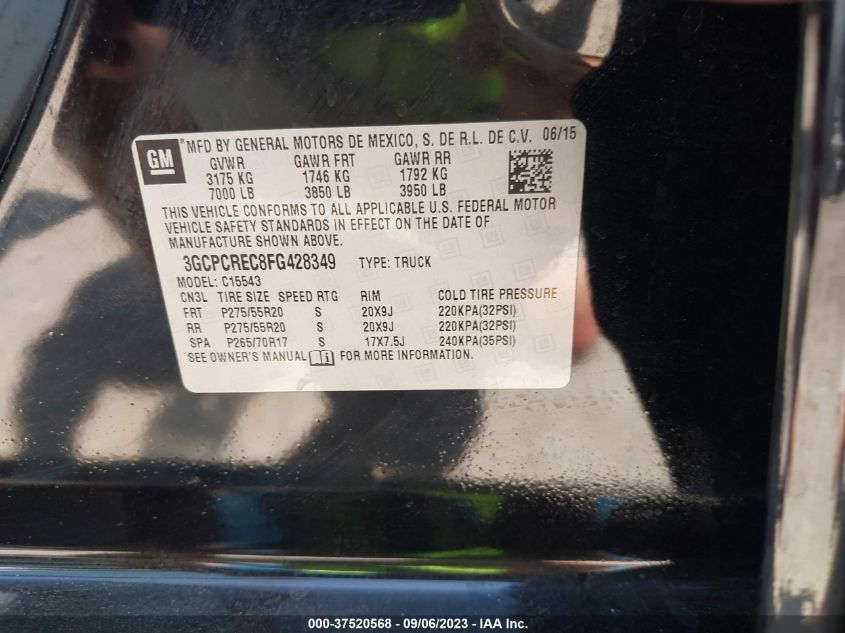 GM ® MFD BY GENERAL MOTORS DE MEXICO, S. DE R.L. DE C.V. 06/15
GVWR GAWR FRT GAWR RR
3175 KG 1746 KG 1792 KG
7000 LB 3850 LB 3950 LB
THIS VEHICLE CONFORMS TO ALL APPLICABLE U.S. FEDERAL MOTOR
VEHICLE SAFETY STANDARDS IN EFFECT ON THE DATE OF
MANUFACTURE SHOWN ABOVE.
3GCPCREC8FG428349 TYPE: TRUCK
MODEL: C15543
CN3L TIRE SIZE SPEED RTG RIM COLD TIRE PRESSURE
FRT P275/55R20 S 20X9J 220KPA(32PSI)
RR P275/55R20 S 20X9J 220KPA(32PSI)
SPA P265/70R17 S 17X7.5J 240KPA(35PSI)
SEE OWNER'S MANUAL FOR MORE INFORMATION.
000-37520568 - 09/06/2023 - IAA Inc.